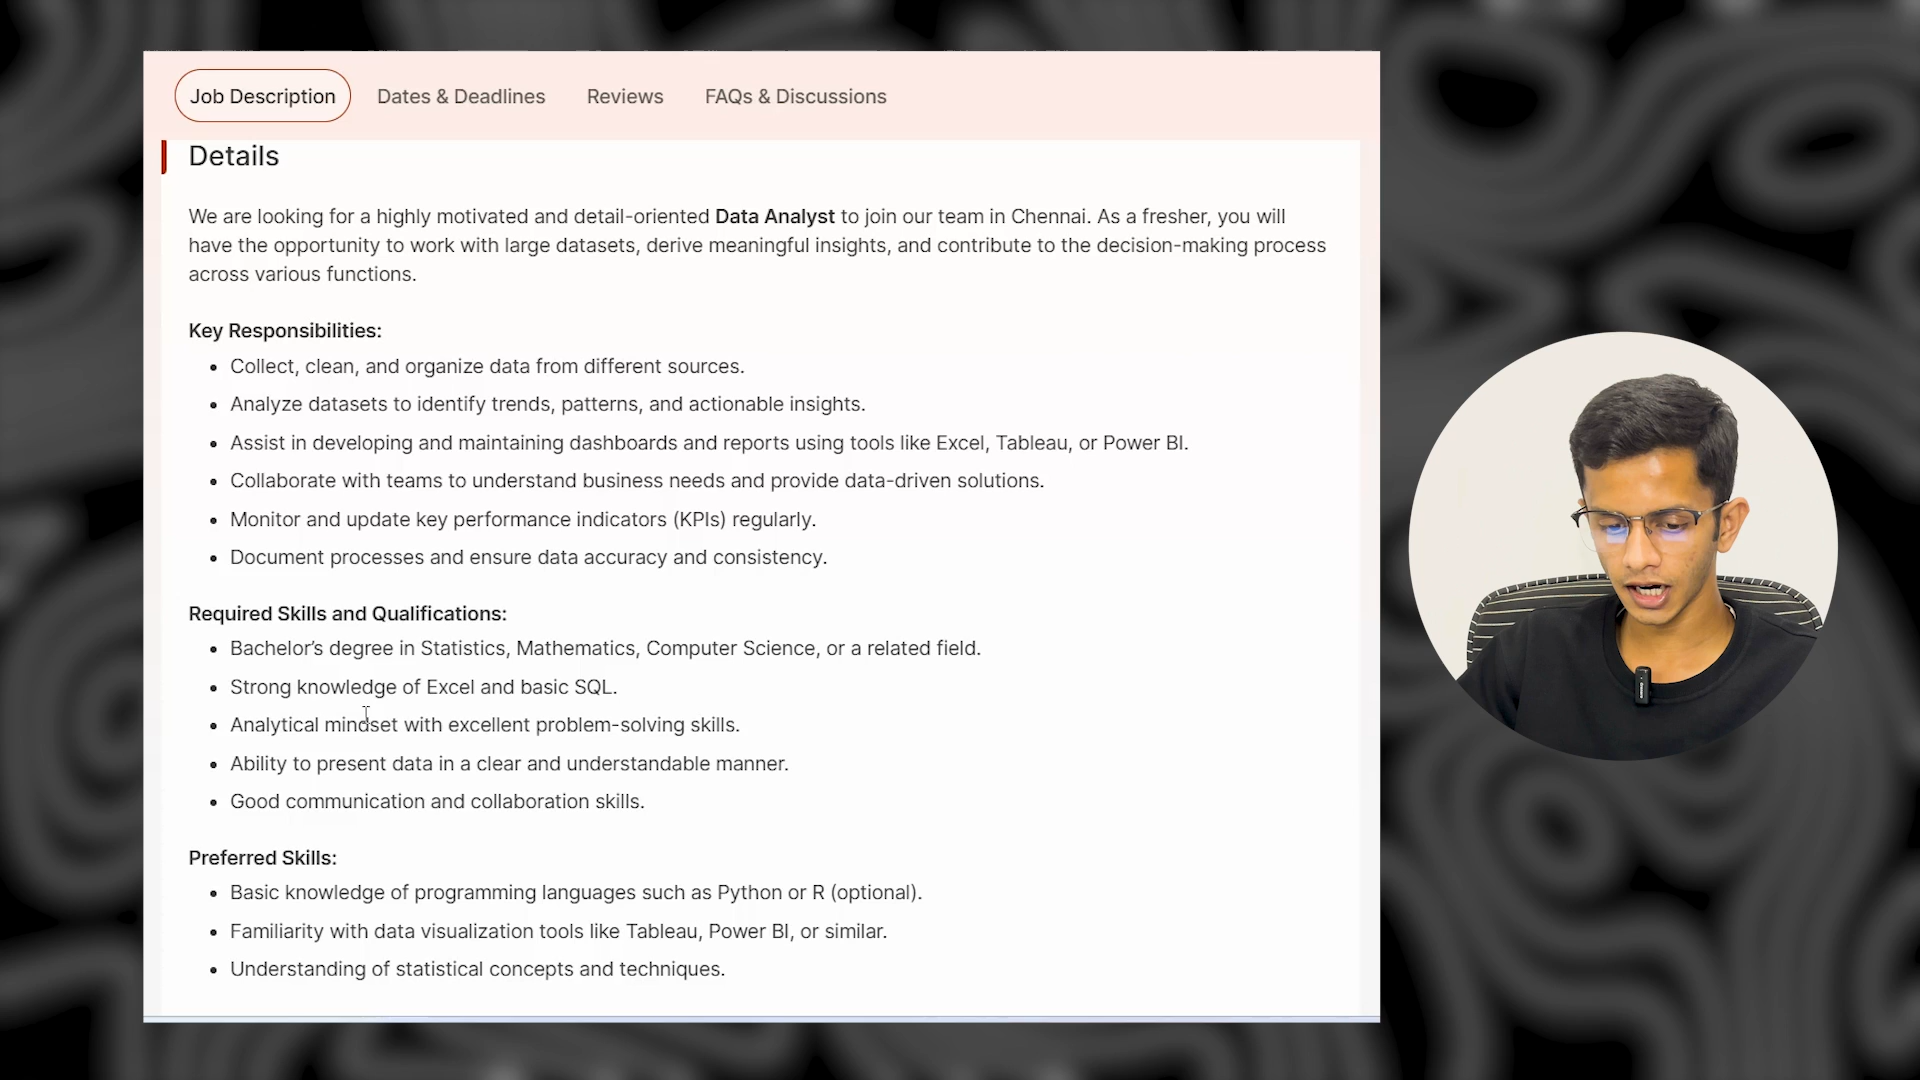 Job Description
Dates & Deadlines
Reviews
FAQs & Discussions
Details
We are looking for a highly motivated and detail-oriented Data Analyst to join our team in Chennai. As a fresher, you will
have the opportunity to work with large datasets, derive meaningful insights, and contribute to the decision-making process
across various functions.
Key Responsibilities:
• Collect, clean, and organize data from different sources.
• Analyze datasets to identify trends, patterns, and actionable insights.
• Assist in developing and maintaining dashboards and reports using tools like Excel, Tableau, or Power BI.
• Collaborate with teams to understand business needs and provide data-driven solutions.
• Monitor and update key performance indicators (KPIs) regularly.
• Document processes and ensure data accuracy and consistency.
Required Skills and Qualifications:
• Bachelor’s degree in Statistics, Mathematics, Computer Science, or a related field.
• Strong knowledge of Excel and basic SQL.
• Analytical mindset with excellent problem-solving skills.
• Ability to present data in a clear and understandable manner.
• Good communication and collaboration skills.
Preferred Skills:
• Basic knowledge of programming languages such as Python or R (optional).
• Familiarity with data visualization tools like Tableau, Power BI, or similar.
• Understanding of statistical concepts and techniques.